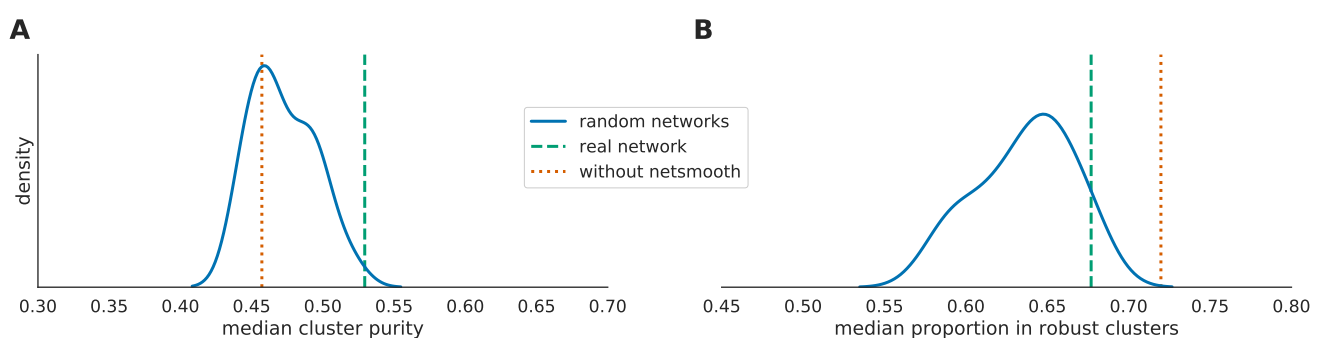 A
B
density
random networks
real network
without netsmooth
0.30 0.35 0.40 0.45 0.50 0.55 0.60 0.65 0.70
median cluster purity
0.45 0.50 0.55 0.60 0.65 0.70 0.75 0.80
median proportion in robust clusters